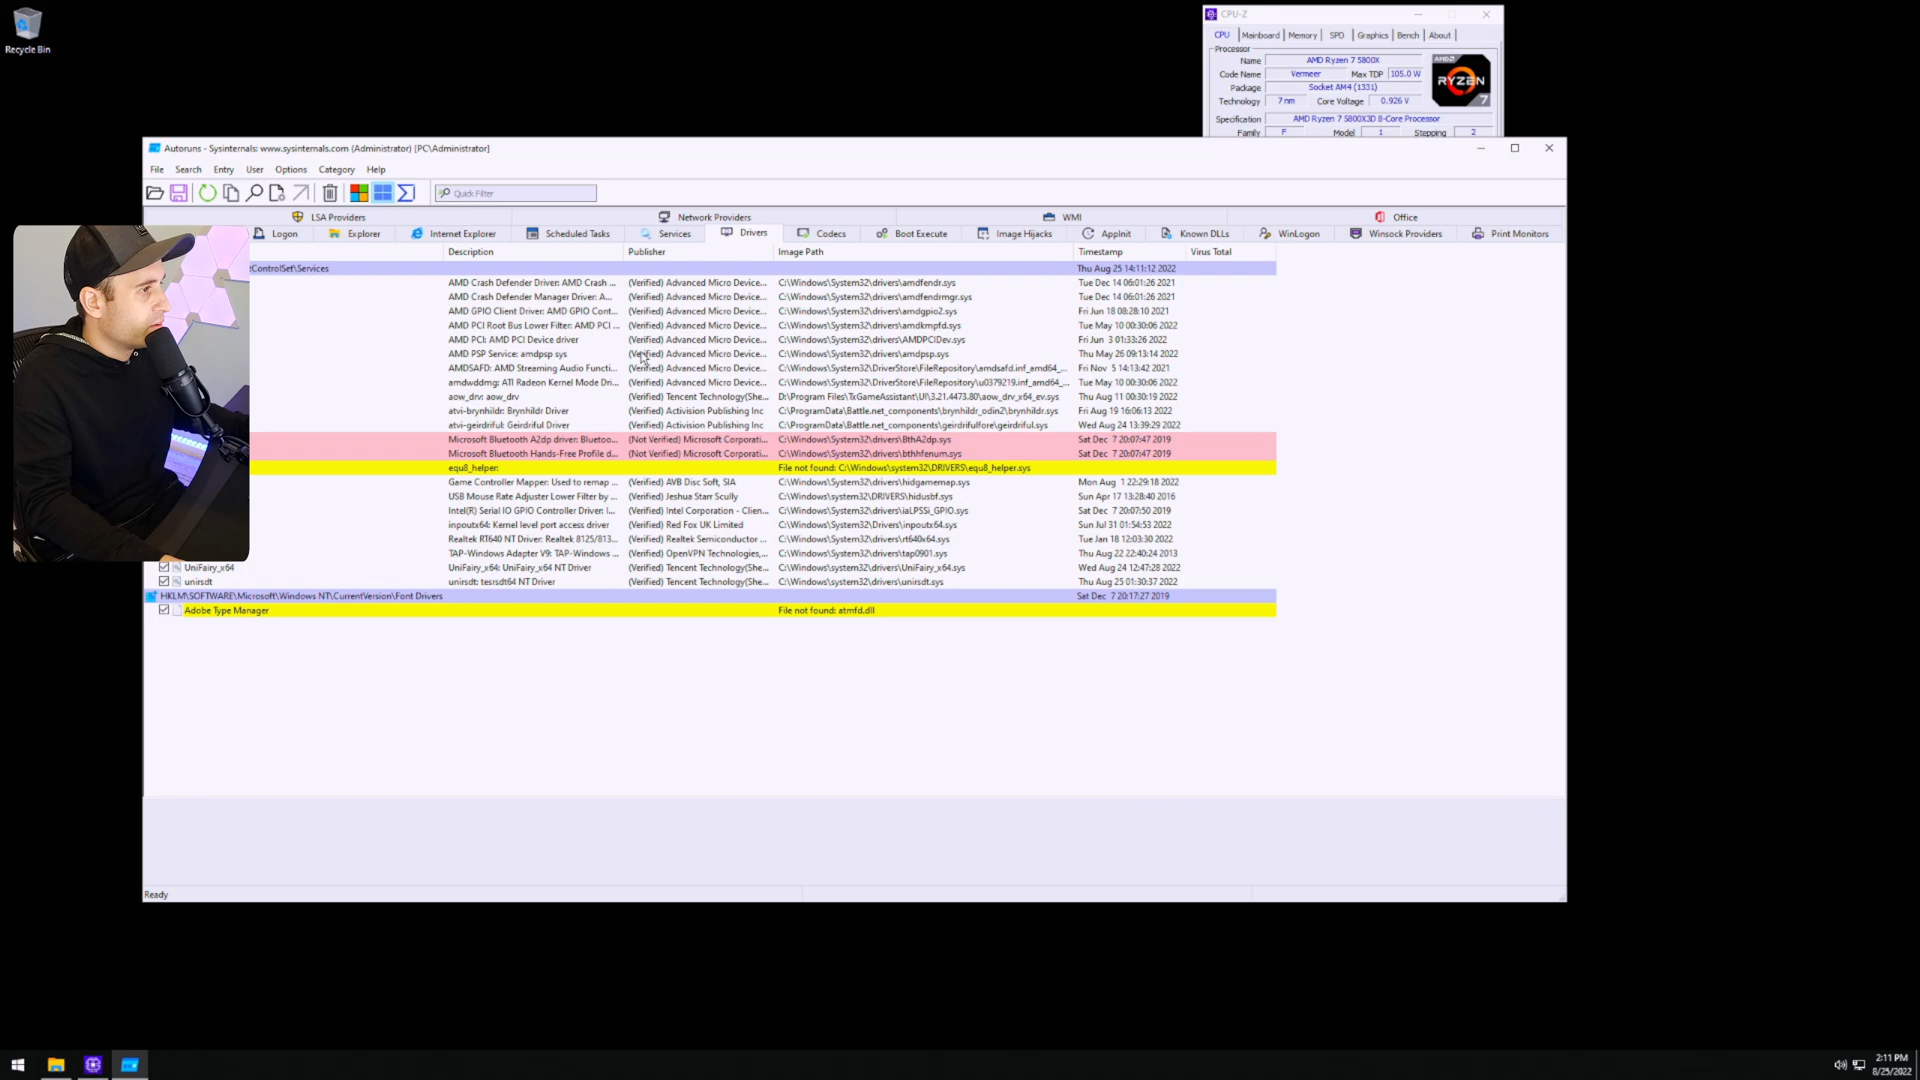 Recycle Bin
CPU-Z
CPU Mainboard Memory SPD Graphics Bench About
Processor
Name AMD Ryzen 7 5800X
Code Name Vermeer Max TDP 105.0 W
Package Socket AM4 (1331)
Technology 7 nm Core Voltage 0.926 V
AMD RYZEN 7
Specification AMD Ryzen 7 5800X3D 8-Core Processor
Family F Model 1 Stepping 2
Autoruns - Sysinternals: www.sysinternals.com (Administrator) [PC\Administrator]
File Search Entry User Options Category Help
Quick Filter
LSA Providers Network Providers WMI Office
Logon Explorer Internet Explorer Scheduled Tasks Services Drivers Codecs Boot Execute Image Hijacks AppInit Known DLLs WinLogon Winsock Providers Print Monitors
Description Publisher Image Path Timestamp Virus Total
ControlSet\Services Thu Aug 25 14:11:12 2022
AMD Crash Defender Driver: AMD Crash ... (Verified) Advanced Micro Device... C:\Windows\System32\drivers\amdfendr.sys Tue Dec 14 06:01:26 2021
AMD Crash Defender Manager Driver: A... (Verified) Advanced Micro Device... C:\Windows\System32\drivers\amdfendrmgr.sys Tue Dec 14 06:01:26 2021
AMD GPIO Client Driver: AMD GPIO Cont... (Verified) Advanced Micro Device... C:\Windows\System32\drivers\amdgpio2.sys Fri Jun 18 08:28:10 2021
AMD PCI Root Bus Lower Filter: AMD PCI ... (Verified) Advanced Micro Device... C:\Windows\System32\drivers\amdkmpfd.sys Tue May 10 00:30:06 2022
AMD PCI: AMD PCI Device driver (Verified) Advanced Micro Device... C:\Windows\System32\drivers\AMDPCIDev.sys Fri Jun 3 01:33:26 2022
AMD PSP Service: amdpsp sys (Verified) Advanced Micro Device... C:\Windows\System32\drivers\amdpsp.sys Thu May 26 09:13:14 2022
AMDSAFD: AMD Streaming Audio Functi... (Verified) Advanced Micro Device... C:\Windows\System32\DriverStore\FileRepository\amdsafd.inf_amd64_... Fri Nov 5 14:13:42 2021
amdwddmg: ATI Radeon Kernel Mode Dri... (Verified) Advanced Micro Device... C:\Windows\System32\DriverStore\FileRepository\u0379219.inf_amd64_... Tue May 10 00:30:06 2022
aow_drv: aow_drv (Verified) Tencent Technology(She... D:\Program Files\TxGameAssistant\UI\3.21.4473.80\aow_drv_x64_ev.sys Thu Aug 11 00:30:19 2022
atvi-brynhildr: Brynhildr Driver (Verified) Activision Publishing Inc C:\ProgramData\Battle.net_components\brynhildr_odin2\brynhildr.sys Fri Aug 19 16:06:13 2022
atvi-geirdriful: Geirdriful Driver (Verified) Activision Publishing Inc C:\ProgramData\Battle.net_components\geirdrifulfore\geirdriful.sys Wed Aug 24 13:39:29 2022
Microsoft Bluetooth A2dp driver: Bluetoo... (Not Verified) Microsoft Corporati... C:\Windows\System32\drivers\BthA2dp.sys Sat Dec 7 20:07:47 2019
Microsoft Bluetooth Hands-Free Profile d... (Not Verified) Microsoft Corporati... C:\Windows\System32\drivers\bthhfenum.sys Sat Dec 7 20:07:47 2019
equ8_helper: File not found: C:\Windows\system32\DRIVERS\equ8_helper.sys
Game Controller Mapper: Used to remap ... (Verified) AVB Disc Soft, SIA C:\Windows\System32\drivers\hidgamemap.sys Mon Aug 1 22:29:18 2022
USB Mouse Rate Adjuster Lower Filter by ... (Verified) Jeshua Starr Scully C:\Windows\system32\DRIVERS\hidusbf.sys Sun Apr 17 13:28:40 2016
Intel(R) Serial IO GPIO Controller Driver: I... (Verified) Intel Corporation - Clien... C:\Windows\System32\drivers\iaLPSSi_GPIO.sys Sat Dec 7 20:07:50 2019
inpoutx64: Kernel level port access driver (Verified) Red Fox UK Limited C:\Windows\System32\Drivers\inpoutx64.sys Sun Jul 31 01:54:53 2022
Realtek RT640 NT Driver: Realtek 8125/813... (Verified) Realtek Semiconductor ... C:\Windows\System32\drivers\rt640x64.sys Tue Jan 18 12:03:30 2022
TAP-Windows Adapter V9: TAP-Windows ... (Verified) OpenVPN Technologies,... C:\Windows\System32\drivers\tap0901.sys Thu Aug 22 22:40:24 2013
UniFairy_x64 UniFairy_x64: UniFairy_x64 NT Driver (Verified) Tencent Technology(She... C:\Windows\system32\drivers\UniFairy_x64.sys Wed Aug 24 12:47:28 2022
unirsdt unirsdt: tesrsdt64 NT Driver (Verified) Tencent Technology(She... C:\Windows\system32\drivers\unirsdt.sys Thu Aug 25 01:30:37 2022
HKLM\SOFTWARE\Microsoft\Windows NT\CurrentVersion\Font Drivers Sat Dec 7 20:17:27 2019
Adobe Type Manager File not found: atmfd.dll
Ready
2:11 PM
8/25/2022